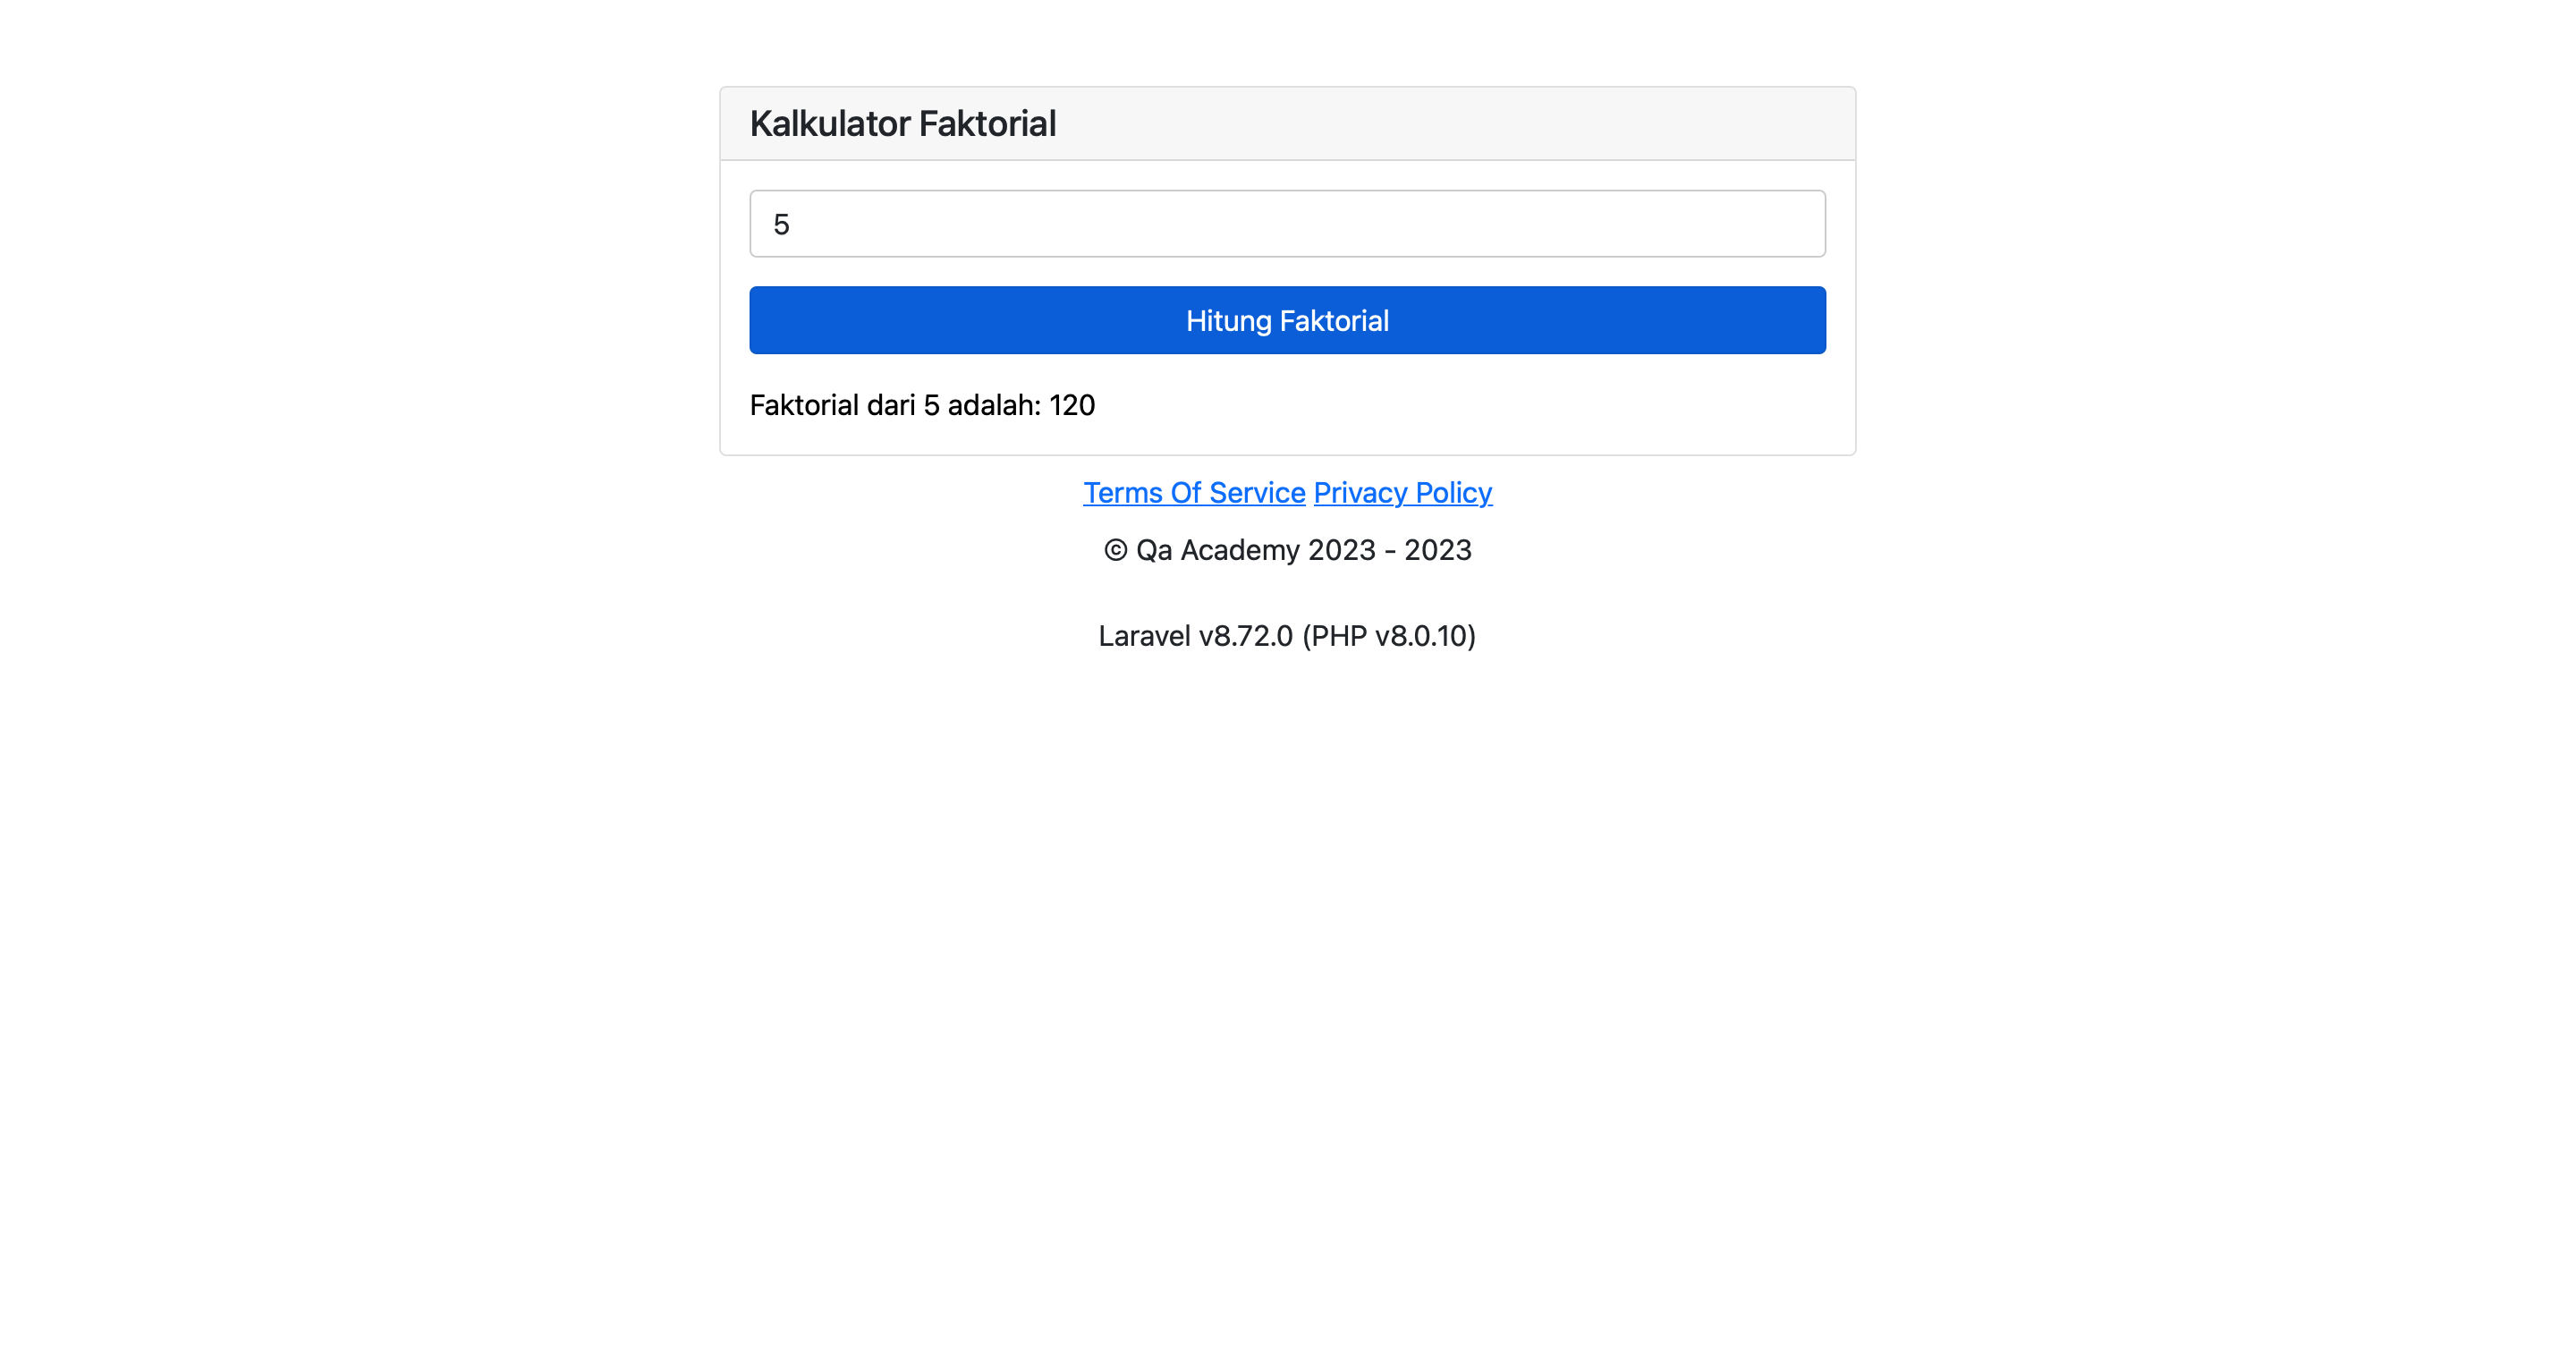 Kalkulator Faktorial
5
Hitung Faktorial
Faktorial dari 5 adalah: 120
Terms Of Service Privacy Policy
© Qa Academy 2023 - 2023
Laravel v8.72.0 (PHP v8.0.10)